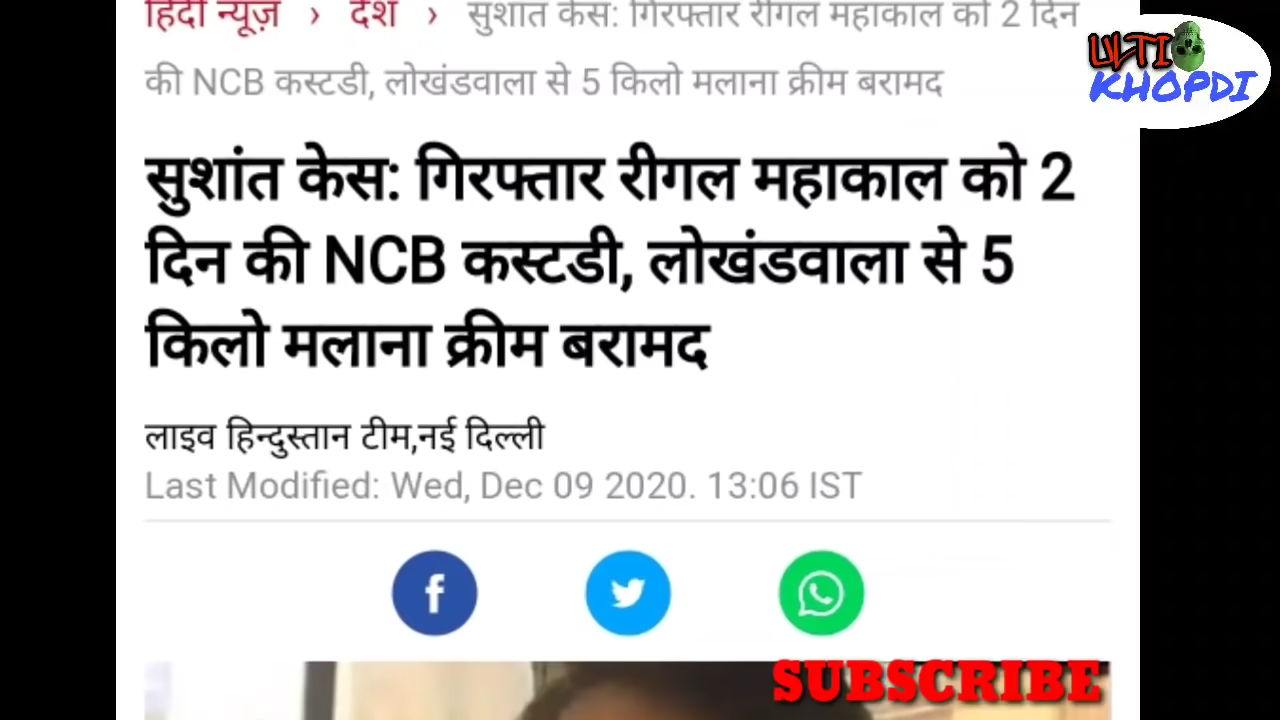 हिंदी न्यूज़ › देश › सुशांत केस: गिरफ्तार रीगल महाकाल को 2 दिन
की NCB कस्टडी, लोखंडवाला से 5 किलो मलाना क्रीम बरामद
ULTI
KHOPDI
सुशांत केस: गिरफ्तार रीगल महाकाल को 2
दिन की NCB कस्टडी, लोखंडवाला से 5
किलो मलाना क्रीम बरामद
लाइव हिन्दुस्तान टीम,नई दिल्ली
Last Modified: Wed, Dec 09 2020. 13:06 IST
SUBSCRIBE